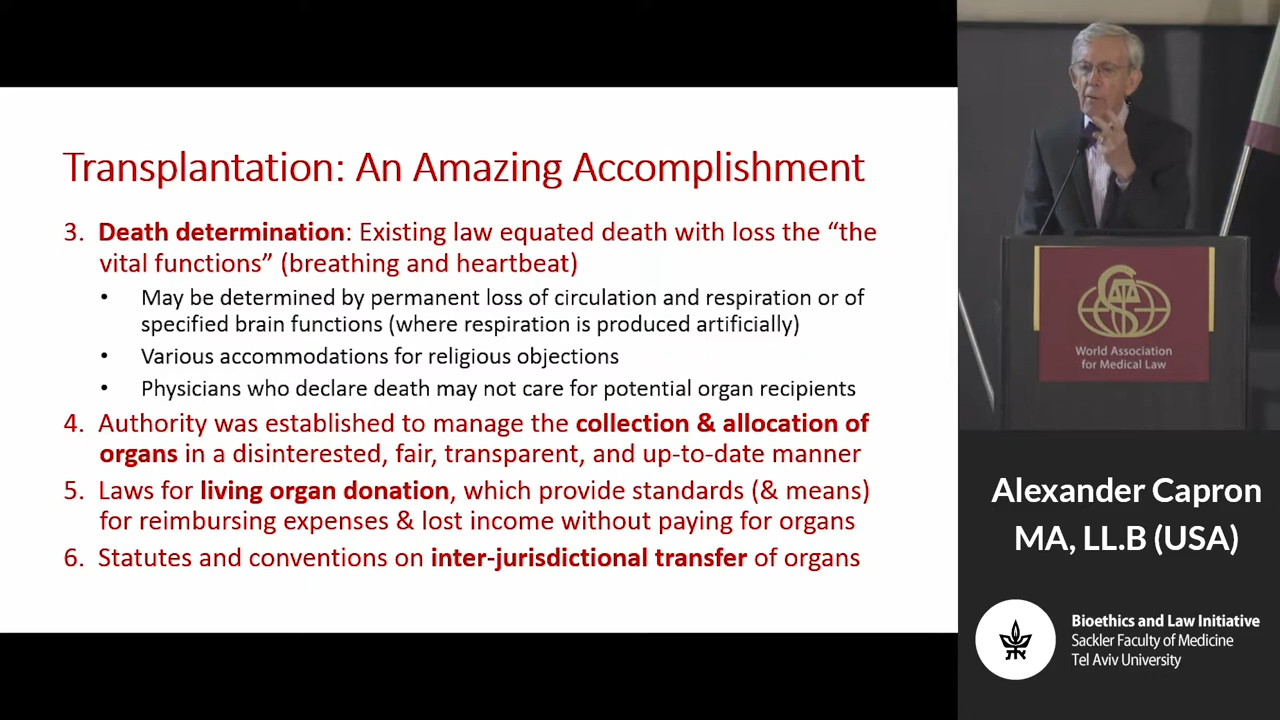 Transplantation: An Amazing Accomplishment
3. Death determination: Existing law equated death with loss the “the
vital functions” (breathing and heartbeat)
• May be determined by permanent loss of circulation and respiration or of
specified brain functions (where respiration is produced artificially)
• Various accommodations for religious objections
• Physicians who declare death may not care for potential organ recipients
4. Authority was established to manage the collection & allocation of
organs in a disinterested, fair, transparent, and up-to-date manner
5. Laws for living organ donation, which provide standards (& means)
for reimbursing expenses & lost income without paying for organs
6. Statutes and conventions on inter-jurisdictional transfer of organs
World Association
for Medical Law
Alexander Capron
MA, LL.B (USA)
Bioethics and Law Initiative
Sackler Faculty of Medicine
Tel Aviv University